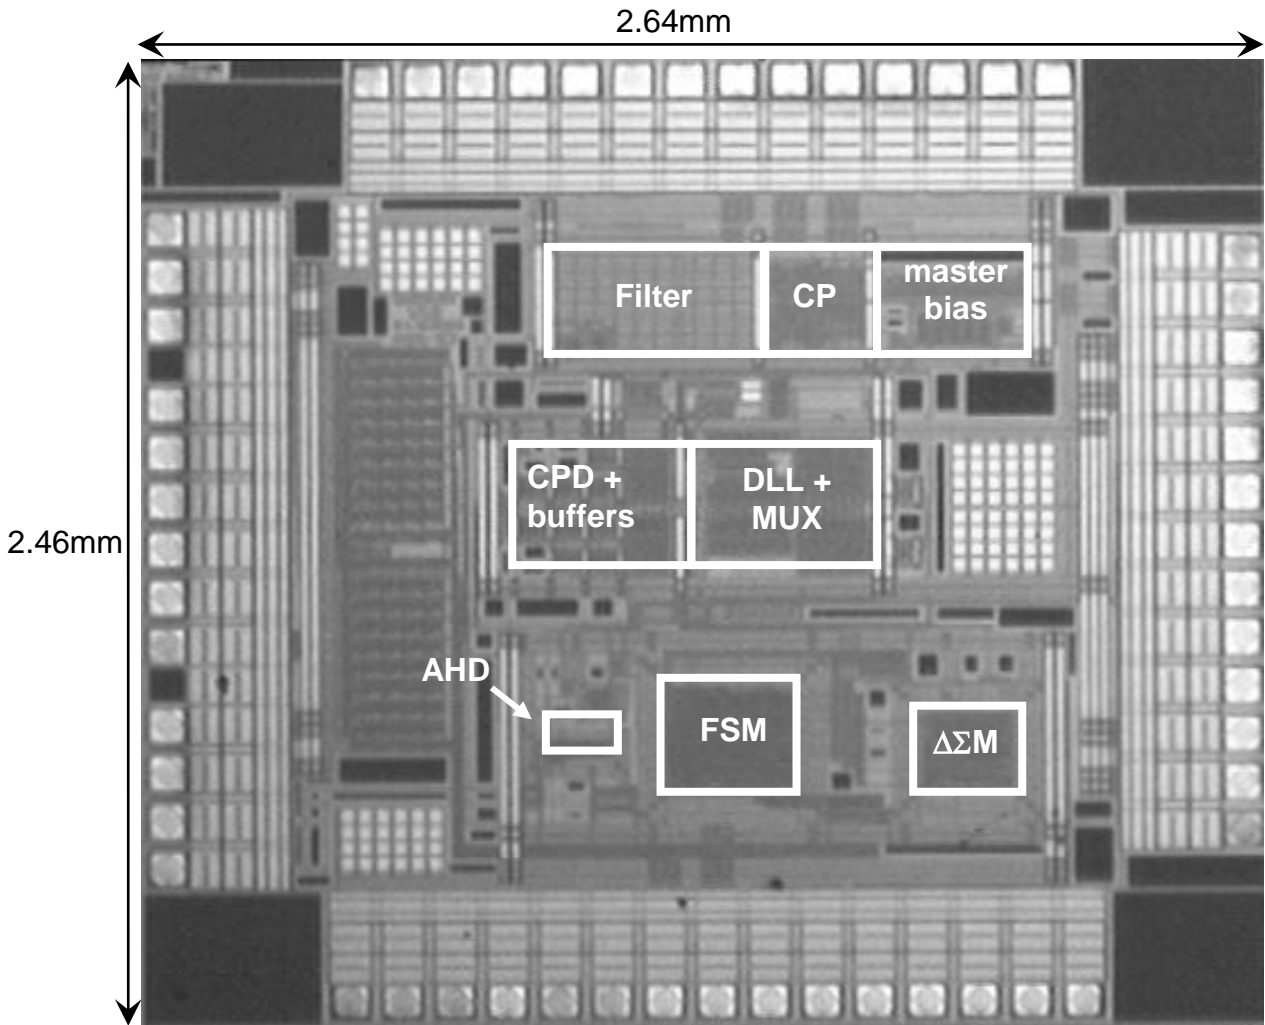 2.64mm
Filter
CP
master
bias
CPD +
buffers
DLL +
MUX
2.46mm
AHD
FSM
ΔΣM